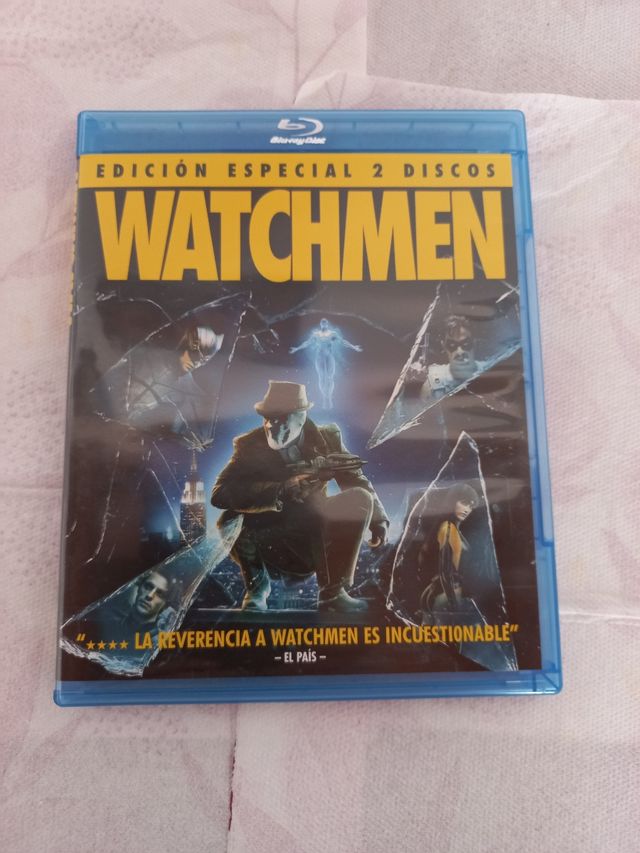 Blu-ray Disc
EDICIÓN ESPECIAL 2 DISCOS
WATCHMEN
"★★★★ LA REVERENCIA A WATCHMEN ES INCUESTIONABLE"
– EL PAÍS –